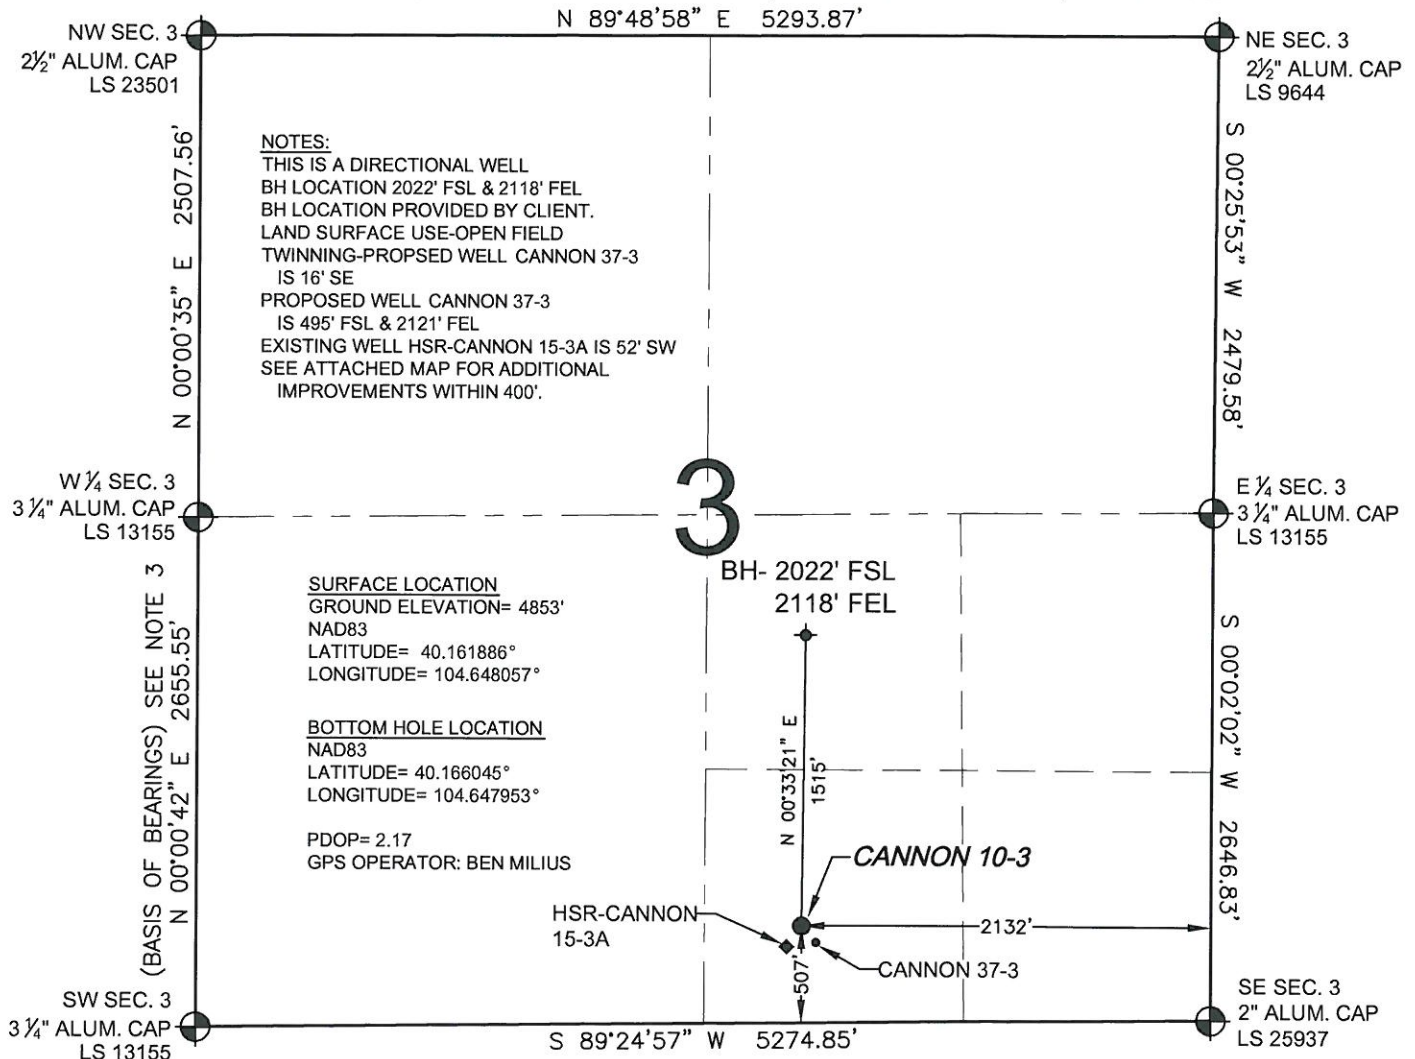 N 89°48'58" E 5293.87'
NW SEC. 3
2½" ALUM. CAP
LS 23501
NE SEC. 3
2½" ALUM. CAP
LS 9644
N 00°00'35" E 2507.56'
S 00°25'53" W 2479.58'
NOTES:
THIS IS A DIRECTIONAL WELL
BH LOCATION 2022' FSL & 2118' FEL
BH LOCATION PROVIDED BY CLIENT.
LAND SURFACE USE-OPEN FIELD
TWINNING-PROPSED WELL CANNON 37-3
IS 16' SE
PROPOSED WELL CANNON 37-3
IS 495' FSL & 2121' FEL
EXISTING WELL HSR-CANNON 15-3A IS 52' SW
SEE ATTACHED MAP FOR ADDITIONAL
IMPROVEMENTS WITHIN 400'.
W ¼ SEC. 3
3 ¼" ALUM. CAP
LS 13155
3
E ¼ SEC. 3
3 ¼" ALUM. CAP
LS 13155
(BASIS OF BEARINGS) SEE NOTE 3
N 00°00'42" E 2655.55'
SURFACE LOCATION
GROUND ELEVATION= 4853'
NAD83
LATITUDE= 40.161886°
LONGITUDE= 104.648057°
BOTTOM HOLE LOCATION
NAD83
LATITUDE= 40.166045°
LONGITUDE= 104.647953°
PDOP= 2.17
GPS OPERATOR: BEN MILIUS
BH- 2022' FSL
2118' FEL
N 00°33'21" E
1515'
S 00°02'02" W 2646.83'
CANNON 10-3
HSR-CANNON
15-3A
2132'
507'
CANNON 37-3
SW SEC. 3
3 ¼" ALUM. CAP
LS 13155
S 89°24'57" W 5274.85'
SE SEC. 3
2" ALUM. CAP
LS 25937